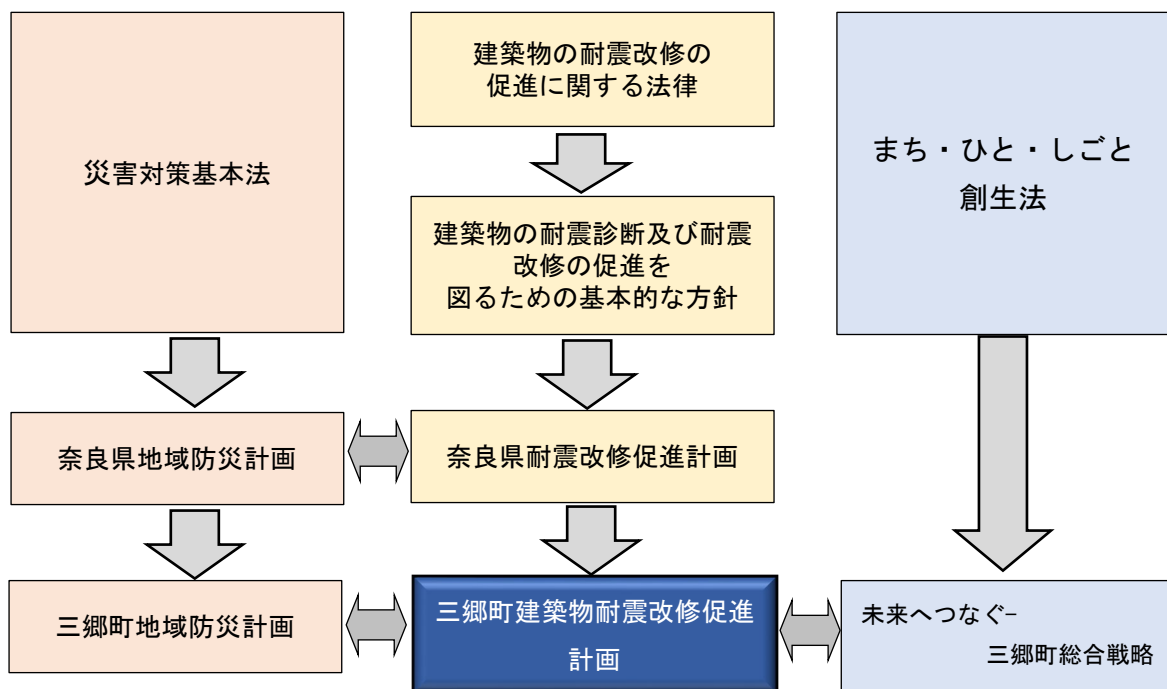 災害対策基本法
建築物の耐震改修の
促進に関する法律
まち・ひと・しごと
創生法
建築物の耐震診断及び耐震
改修の促進を
図るための基本的な方針
奈良県地域防災計画
奈良県耐震改修促進計画
三郷町地域防災計画
三郷町建築物耐震改修促進
計画
未来へつなぐ−
三郷町総合戦略